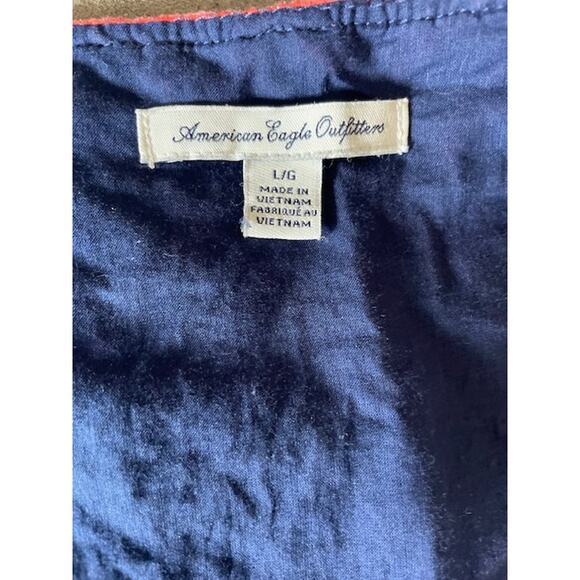 American Eagle Outfitters
L/G
MADE IN
VIETNAM
FABRIQUÉ AU
VIETNAM